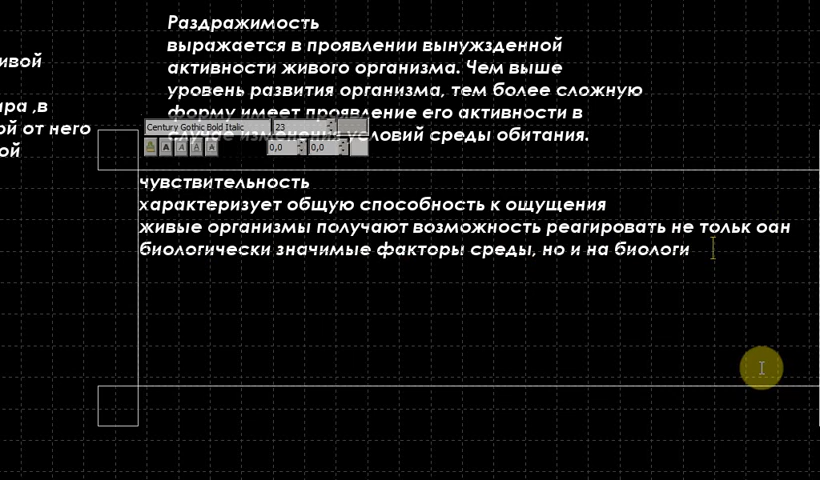 Раздражимость
выражается в проявлении вынужзденной
активности живого организма. Чем выше
уровень развития организма, тем более сложную
форму имеет проявление его активности в
случае изменения условий среды обитания.
ивой
ира ,в
ой от него
ой
Century Gothic Bold Italic 23
A A A A 0,0 0,0
чувствительность
характеризует общую способность к ощущения
живые организмы получают возможность реагировать не тольк оан
биологически значимые факторы среды, но и на биологи